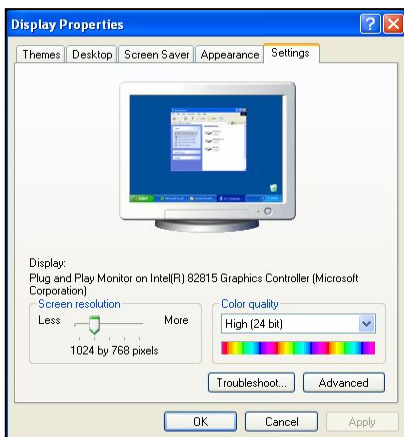 Display Properties
Themes Desktop Screen Saver Appearance Settings
Display:
Plug and Play Monitor on Intel(R) 82815 Graphics Controller (Microsoft
Corporation)
Screen resolution
Less More
1024 by 768 pixels
Color quality
High (24 bit)
Troubleshoot... Advanced
OK Cancel Apply